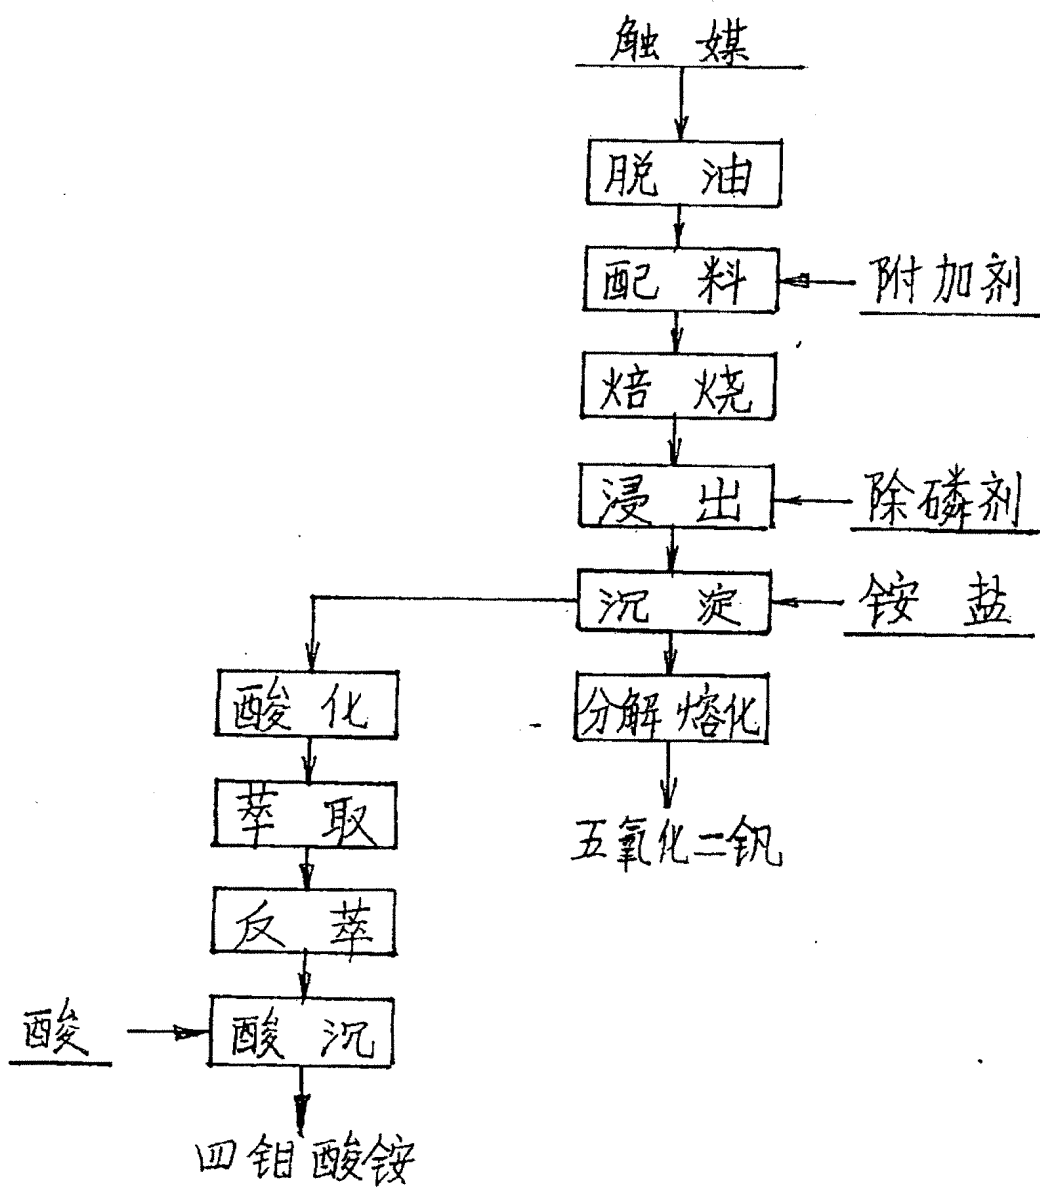 触媒
脱油
配料
附加剂
焙烧
浸出
除磷剂
沉淀
铵盐
酸化
分解熔化
萃取
五氧化二钒
反萃
酸
酸沉
四钼酸铵